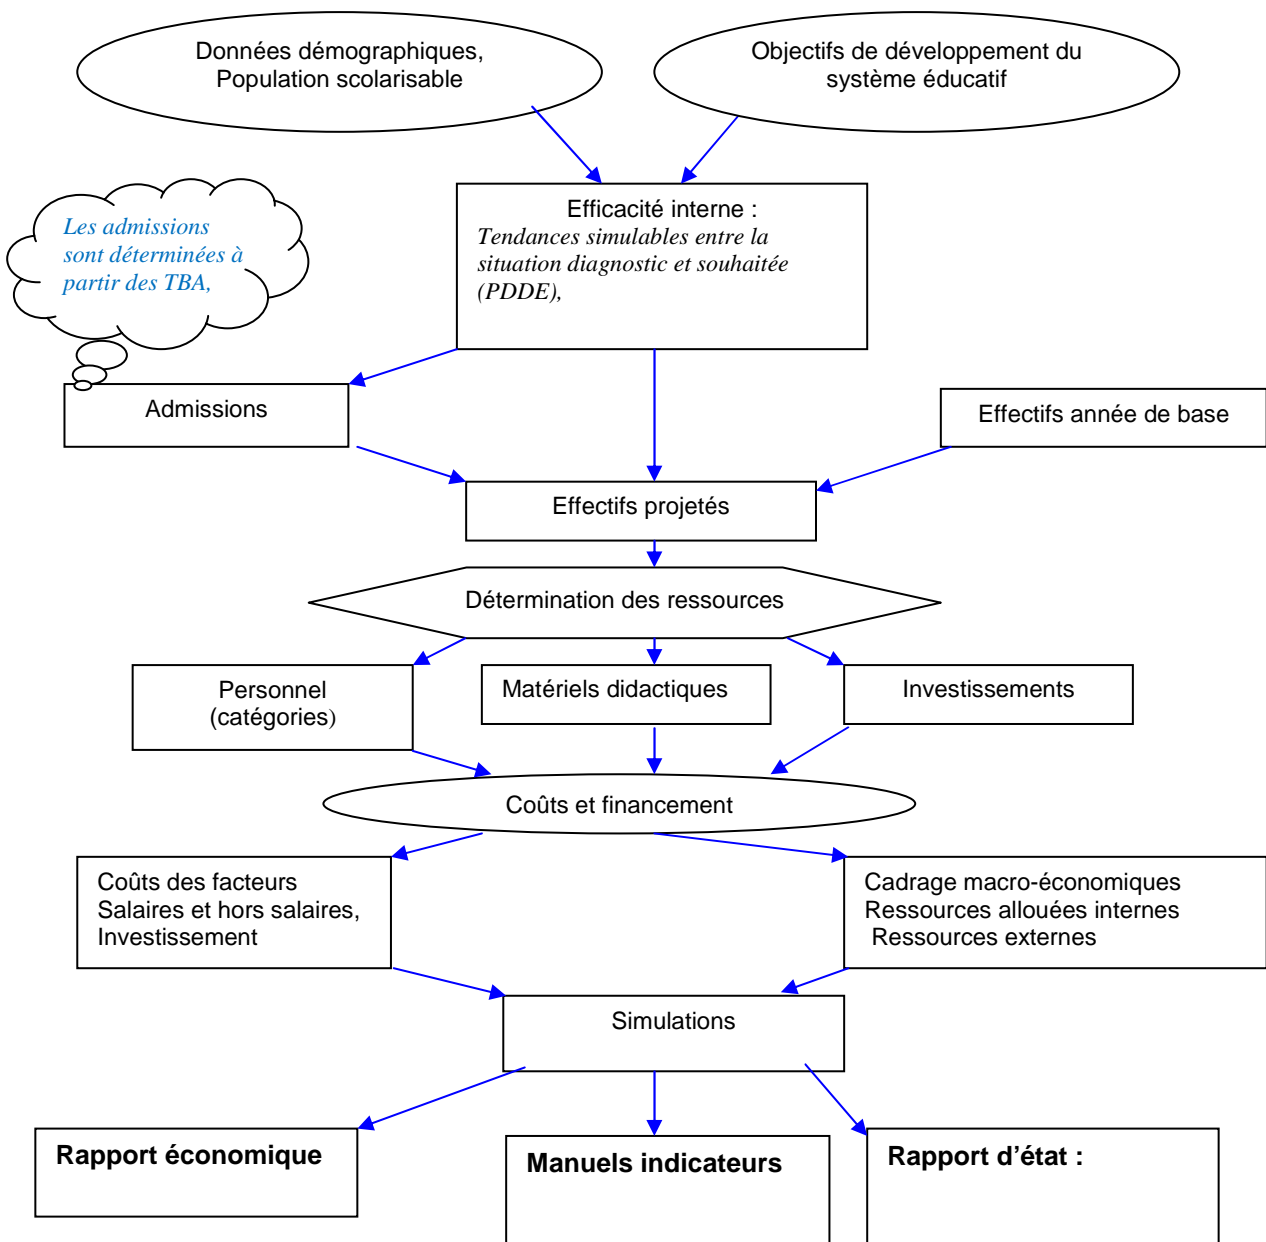 Données démographiques,
Population scolarisable
Objectifs de développement du
système éducatif
Les admissions
sont déterminées à
partir des TBA,
Efficacité interne :
Tendances simulables entre la
situation diagnostic et souhaitée
(PDDE),
Admissions
Effectifs année de base
Effectifs projetés
Détermination des ressources
Personnel
(catégories)
Matériels didactiques
Investissements
Coûts et financement
Coûts des facteurs
Salaires et hors salaires,
Investissement
Cadrage macro-économiques
Ressources allouées internes
Ressources externes
Simulations
Rapport économique
Manuels indicateurs
Rapport d’état :